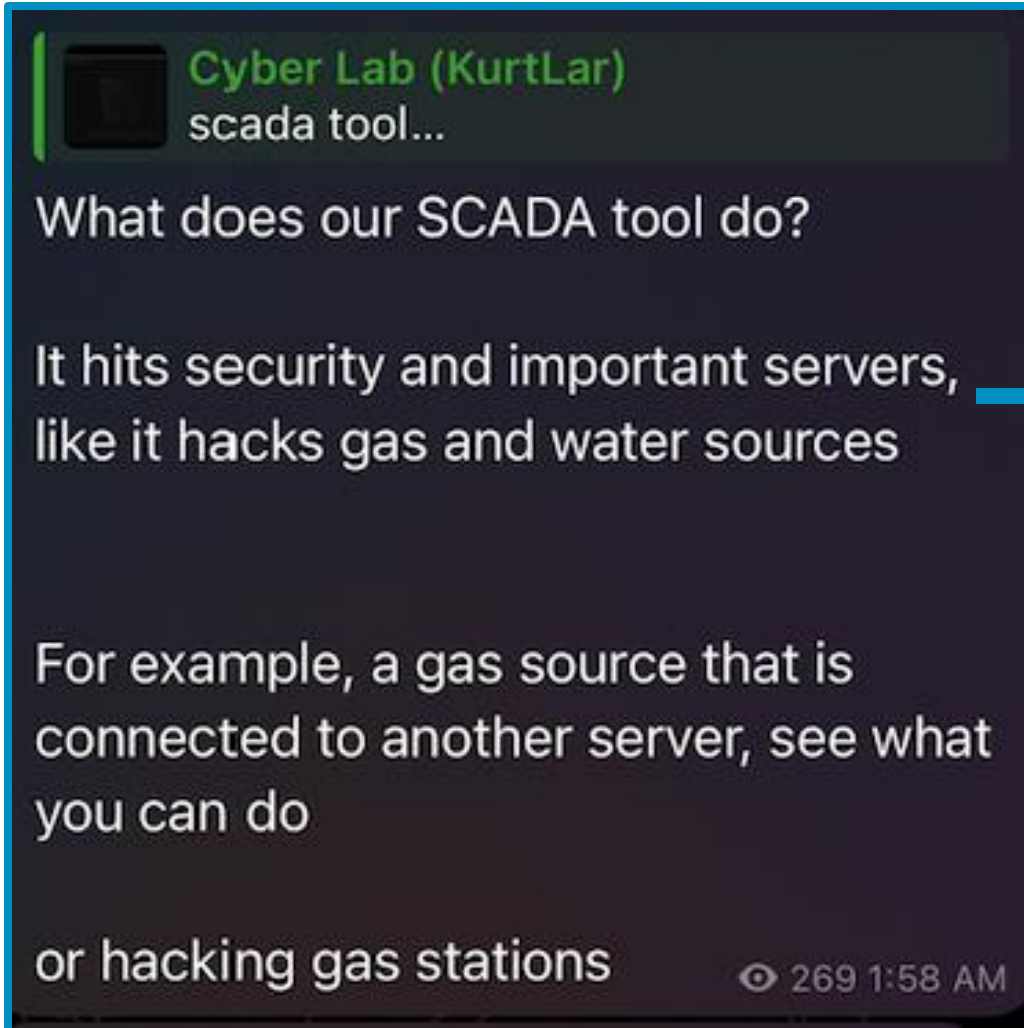 Cyber Lab (KurtLar)
scada tool...
What does our SCADA tool do?
It hits security and important servers,
like it hacks gas and water sources
For example, a gas source that is
connected to another server, see what
you can do
or hacking gas stations
269 1:58 AM